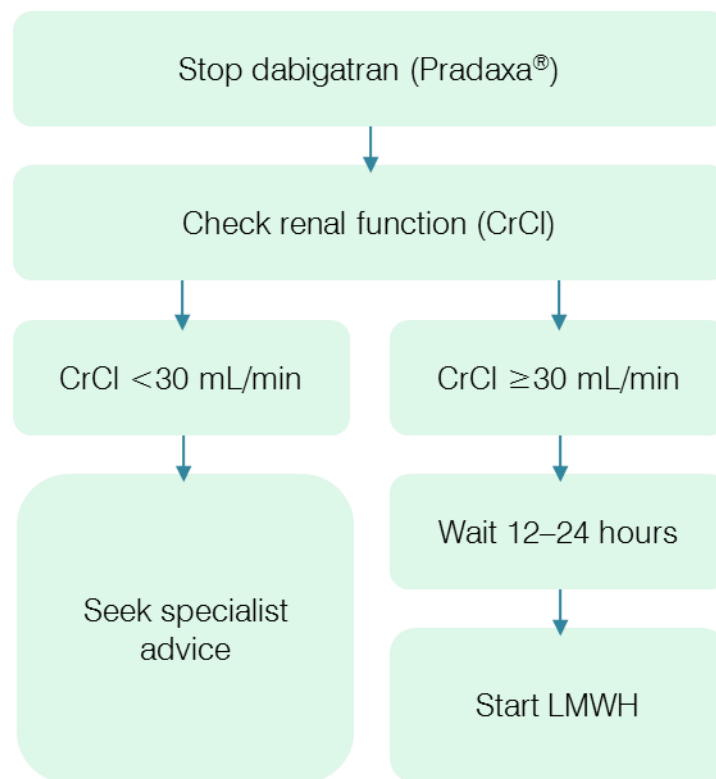 Stop dabigatran (Pradaxa®)
Check renal function (CrCl)
CrCl <30 mL/min
CrCl ≥30 mL/min
Wait 12–24 hours
Seek specialist
advice
Start LMWH